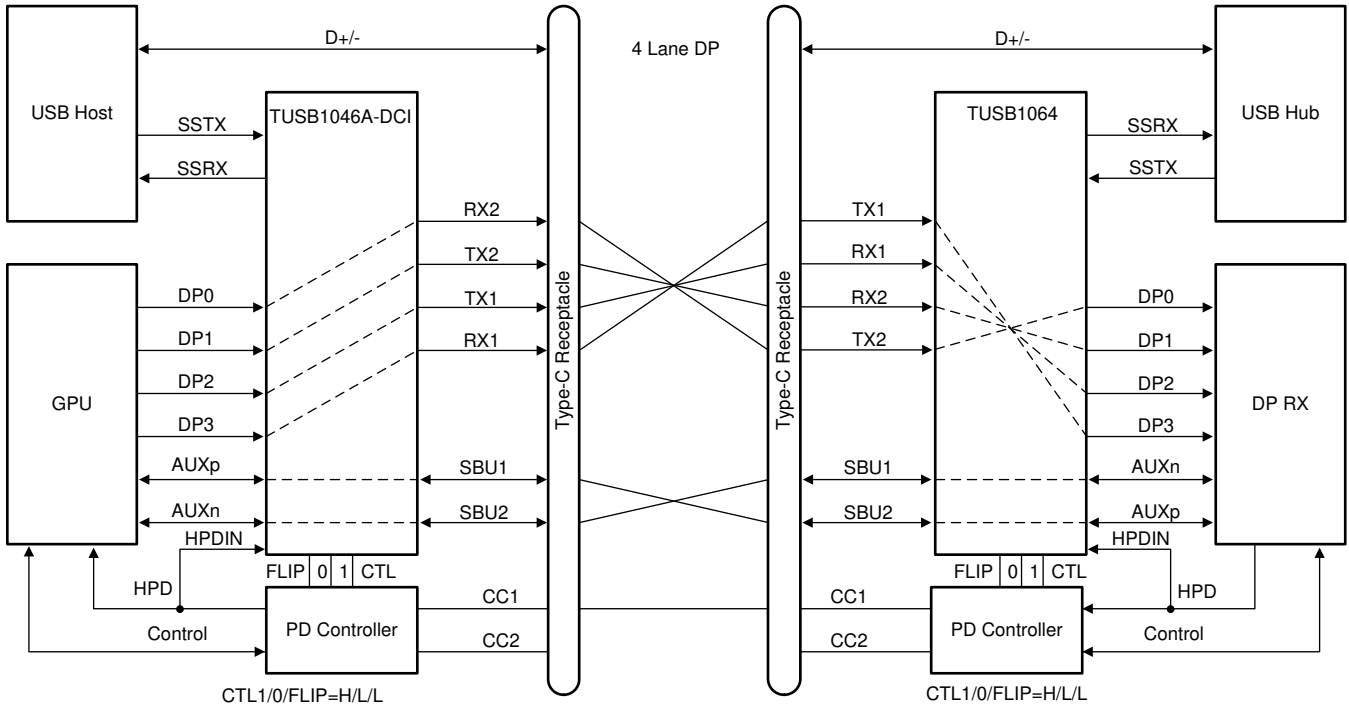 D+/-
4 Lane DP
D+/-
USB Host
TUSB1046A-DCI
TUSB1064
USB Hub
SSTX
SSRX
SSRX
SSTX
RX2
TX2
TX1
RX1
TX1
RX1
RX2
TX2
Type-C Receptacle
Type-C Receptacle
GPU
DP0
DP1
DP2
DP3
AUXp
AUXn
HPDIN
SBU1
SBU2
SBU1
SBU2
DP0
DP1
DP2
DP3
AUXn
AUXp
HPDIN
DP RX
FLIP 0 1 CTL
FLIP 0 1 CTL
HPD
Control
PD Controller
CC1
CC2
CC1
CC2
PD Controller
HPD
Control
CTL1/0/FLIP=H/L/L
CTL1/0/FLIP=H/L/L